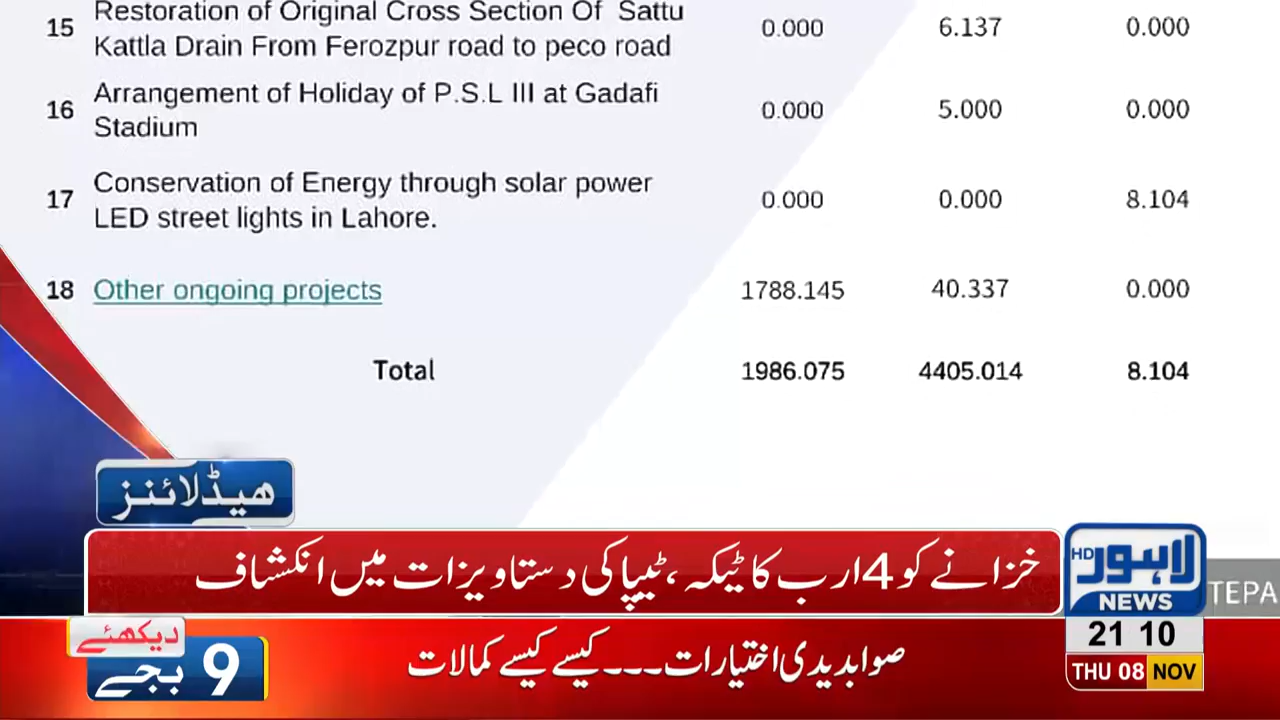 15 Restoration of Original Cross Section Of Sattu 0.000 6.137 0.000
Kattla Drain From Ferozpur road to peco road
16 Arrangement of Holiday of P.S.L III at Gadafi 0.000 5.000 0.000
Stadium
17 Conservation of Energy through solar power 0.000 0.000 8.104
LED street lights in Lahore.
18 Other ongoing projects 1788.145 40.337 0.000
Total 1986.075 4405.014 8.104
ھیڈلائنز
خزانے کو 4 ارب کا ٹیکہ، ٹیپا کی دستاویزات میں انکشاف
HD لاہور
NEWS
TEPA
21 10
THU 08 NOV
دیکھئے
9 بجے
صوابدیدی اختیارات۔۔۔کیسے کیسے کمالات